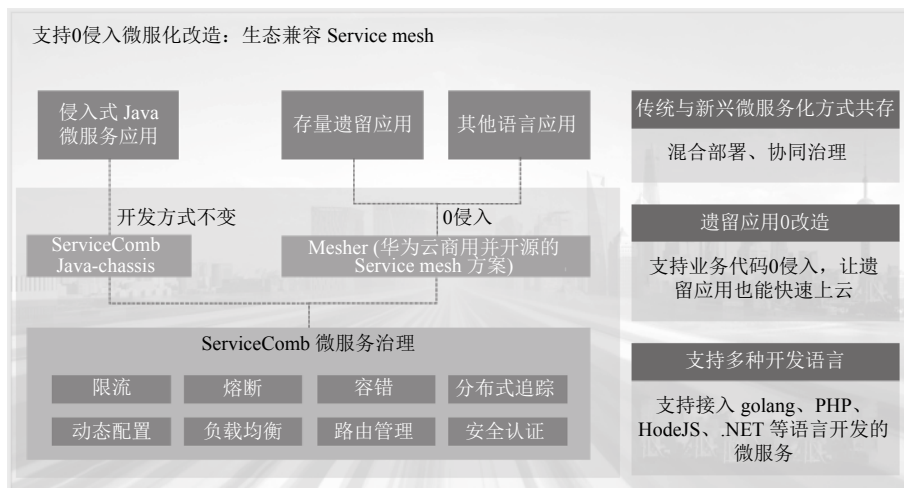 支持0侵入微服化改造：生态兼容 Service mesh
侵入式 Java
微服务应用
存量遗留应用
其他语言应用
开发方式不变
0侵入
ServiceComb
Java-chassis
Mesher (华为云商用并开源的
Service mesh 方案)
ServiceComb 微服务治理
限流
熔断
容错
分布式追踪
动态配置
负载均衡
路由管理
安全认证
传统与新兴微服务化方式共存
混合部署、协同治理
遗留应用0改造
支持业务代码0侵入，让遗
留应用也能快速上云
支持多种开发语言
支持接入 golang、PHP、
HodeJS、.NET 等语言开发的
微服务